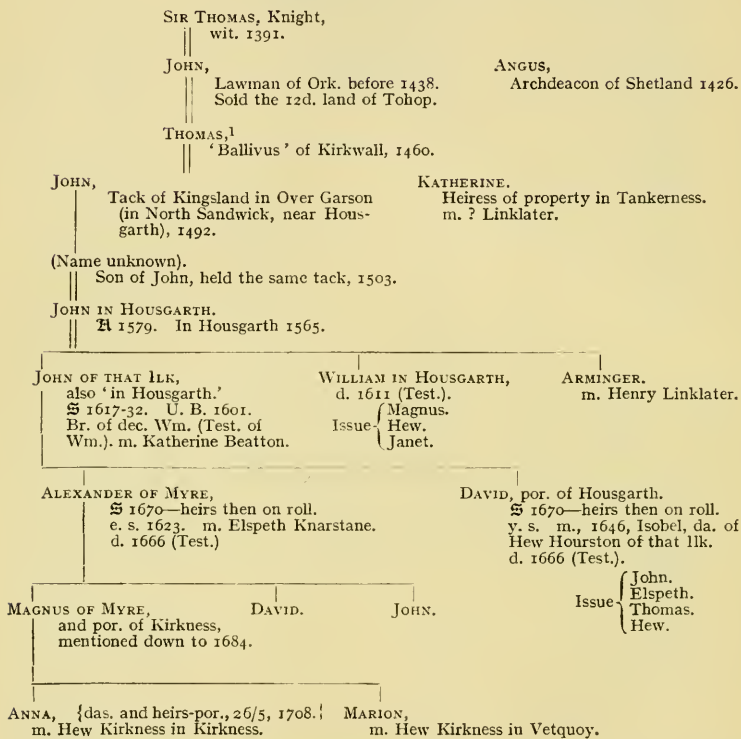 SIR THOMAS, Knight,
wit. 1391.
JOHN,
Lawman of Ork. before 1438.
Sold the 12d. land of Tohop.
ANGUS,
Archdeacon of Shetland 1426.
THOMAS,1
'Ballivus' of Kirkwall, 1460.
JOHN,
Tack of Kingsland in Over Garson
(in North Sandwick, near Hous-
garth), 1492.
KATHERINE.
Heiress of property in Tankerness.
m. ? Linklater.
(Name unknown).
Son of John, held the same tack, 1503.
JOHN IN HOUSGARTH.
A 1579. In Housgarth 1565.
JOHN OF THAT ILK,
also 'in Housgarth.'
S 1617-32. U. B. 1601.
Br. of dec. Wm. (Test. of
Wm.). m. Katherine Beatton.
WILLIAM IN HOUSGARTH,
d. 1611 (Test.).
Issue { Magnus.
Hew.
Janet.
ARMINGER.
m. Henry Linklater.
ALEXANDER OF MYRE,
S 1670—heirs then on roll.
e. s. 1623. m. Elspeth Knarstane.
d. 1666 (Test.)
DAVID, por. of Housgarth.
S 1670—heirs then on roll.
y. s. m., 1646, Isobel, da. of
Hew Hourston of that Ilk.
d. 1666 (Test.).
Issue { John.
Elspeth.
Thomas.
Hew.
MAGNUS OF MYRE,
and por. of Kirkness,
mentioned down to 1684.
DAVID.
JOHN.
ANNA, {das. and heirs-por., 26/5, 1708.} MARION,
m. Hew Kirkness in Kirkness. m. Hew Kirkness in Vetquoy.